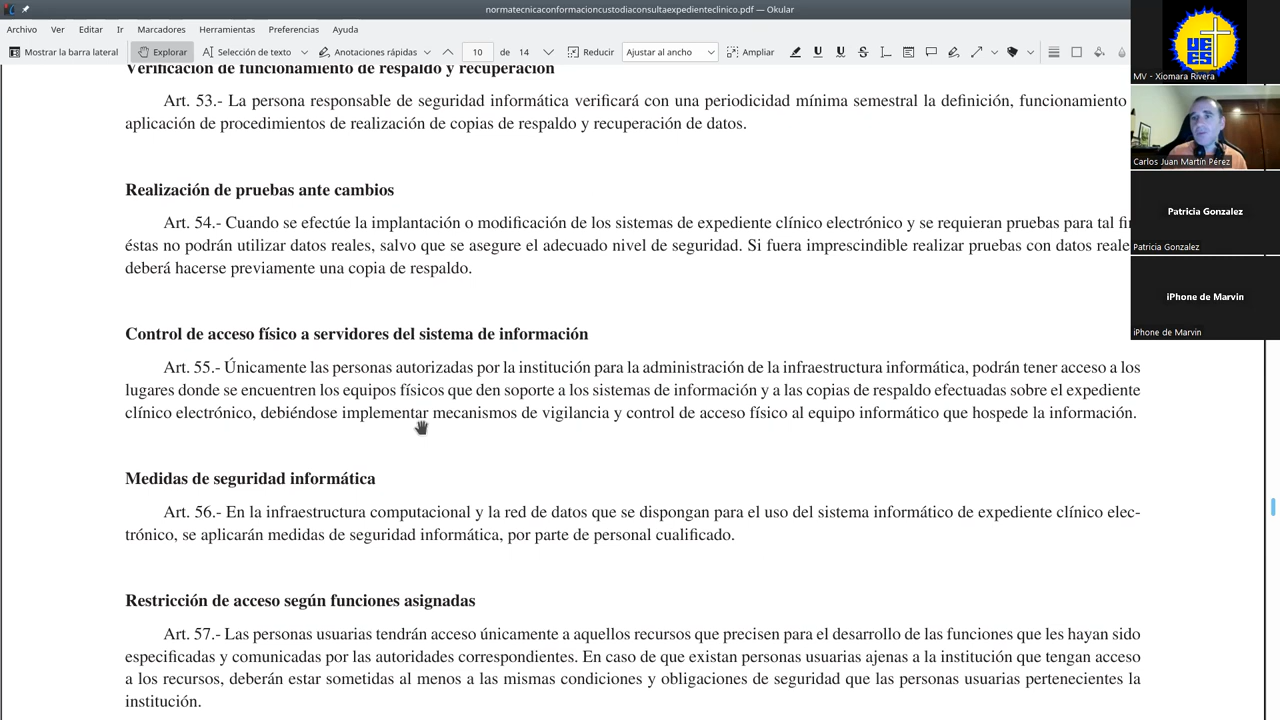 normatecnicaconformacioncustodiaconsultaexpedienteclinico.pdf — Okular
Archivo Ver Editar Ir Marcadores Herramientas Preferencias Ayuda
Mostrar la barra lateral Explorar Selección de texto Anotaciones rápidas 10 de 14 Reducir Ajustar al ancho Ampliar
Verificación de funcionamiento de respaldo y recuperación
Art. 53.- La persona responsable de seguridad informática verificará con una periodicidad mínima semestral la definición, funcionamiento
aplicación de procedimientos de realización de copias de respaldo y recuperación de datos.
Realización de pruebas ante cambios
Art. 54.- Cuando se efectúe la implantación o modificación de los sistemas de expediente clínico electrónico y se requieran pruebas para tal
éstas no podrán utilizar datos reales, salvo que se asegure el adecuado nivel de seguridad. Si fuera imprescindible realizar pruebas con datos reale
deberá hacerse previamente una copia de respaldo.
Control de acceso físico a servidores del sistema de información
Art. 55.- Únicamente las personas autorizadas por la institución para la administración de la infraestructura informática, podrán tener acceso a los
lugares donde se encuentren los equipos físicos que den soporte a los sistemas de información y a las copias de respaldo efectuadas sobre el expediente
clínico electrónico, debiéndose implementar mecanismos de vigilancia y control de acceso físico al equipo informático que hospede la información.
Medidas de seguridad informática
Art. 56.- En la infraestructura computacional y la red de datos que se dispongan para el uso del sistema informático de expediente clínico elec-
trónico, se aplicarán medidas de seguridad informática, por parte de personal cualificado.
Restricción de acceso según funciones asignadas
Art. 57.- Las personas usuarias tendrán acceso únicamente a aquellos recursos que precisen para el desarrollo de las funciones que les hayan sido
especificadas y comunicadas por las autoridades correspondientes. En caso de que existan personas usuarias ajenas a la institución que tengan acceso
a los recursos, deberán estar sometidas al menos a las mismas condiciones y obligaciones de seguridad que las personas usuarias pertenecientes la
institución.
UEES
MV - Xiomara Rivera
Carlos Juan Martín Pérez
Patricia Gonzalez
Patricia Gonzalez
iPhone de Marvin
iPhone de Marvin